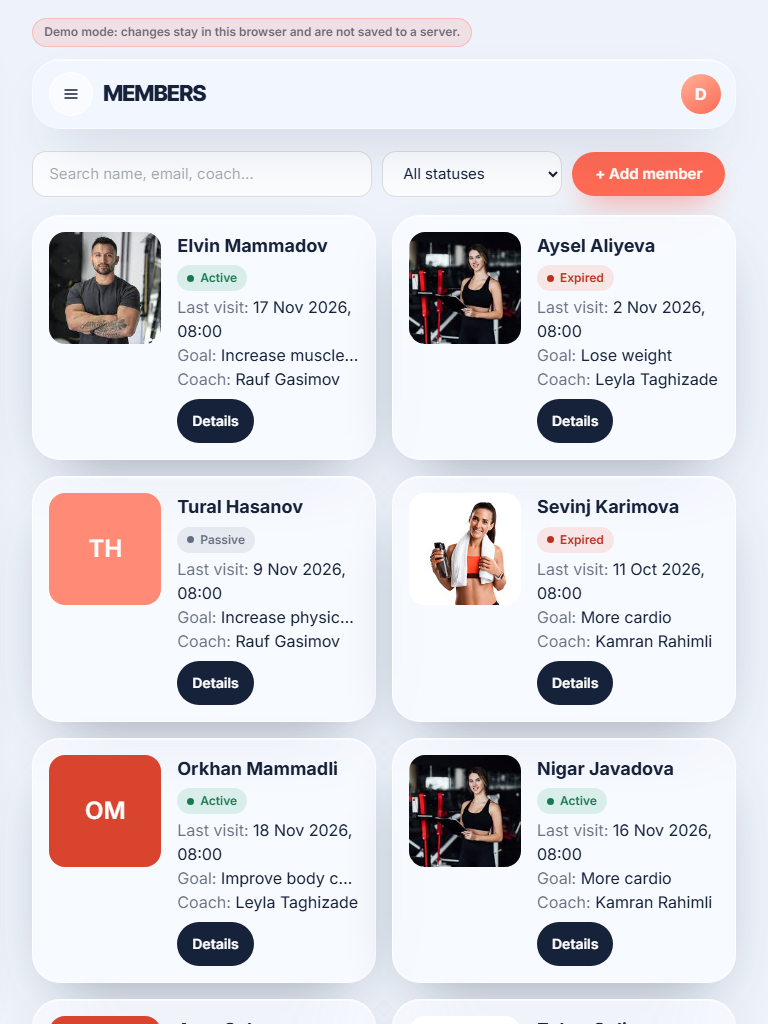 Demo mode: changes stay in this browser and are not saved to a server.
MEMBERS
D
Search name, email, coach...
All statuses
+ Add member
Elvin Mammadov
Active
Last visit: 17 Nov 2026,
08:00
Goal: Increase muscle...
Coach: Rauf Gasimov
Details
Aysel Aliyeva
Expired
Last visit: 2 Nov 2026,
08:00
Goal: Lose weight
Coach: Leyla Taghizade
Details
TH
Tural Hasanov
Passive
Last visit: 9 Nov 2026,
08:00
Goal: Increase physic...
Coach: Rauf Gasimov
Details
Sevinj Karimova
Expired
Last visit: 11 Oct 2026,
08:00
Goal: More cardio
Coach: Kamran Rahimli
Details
OM
Orkhan Mammadli
Active
Last visit: 18 Nov 2026,
08:00
Goal: Improve body c...
Coach: Leyla Taghizade
Details
Nigar Javadova
Active
Last visit: 16 Nov 2026,
08:00
Goal: More cardio
Coach: Kamran Rahimli
Details